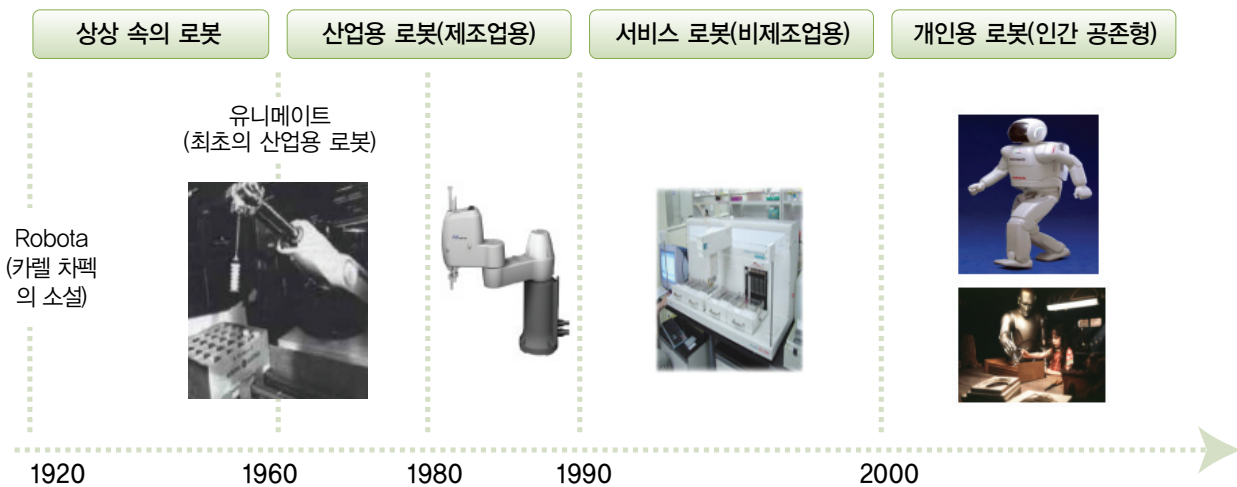 상상 속의 로봇
산업용 로봇(제조업용)
서비스 로봇(비제조업용)
개인용 로봇(인간 공존형)
유니메이트
(최초의 산업용 로봇)
Robota
(카렐 차펙
의 소설)
1920
1960
1980
1990
2000